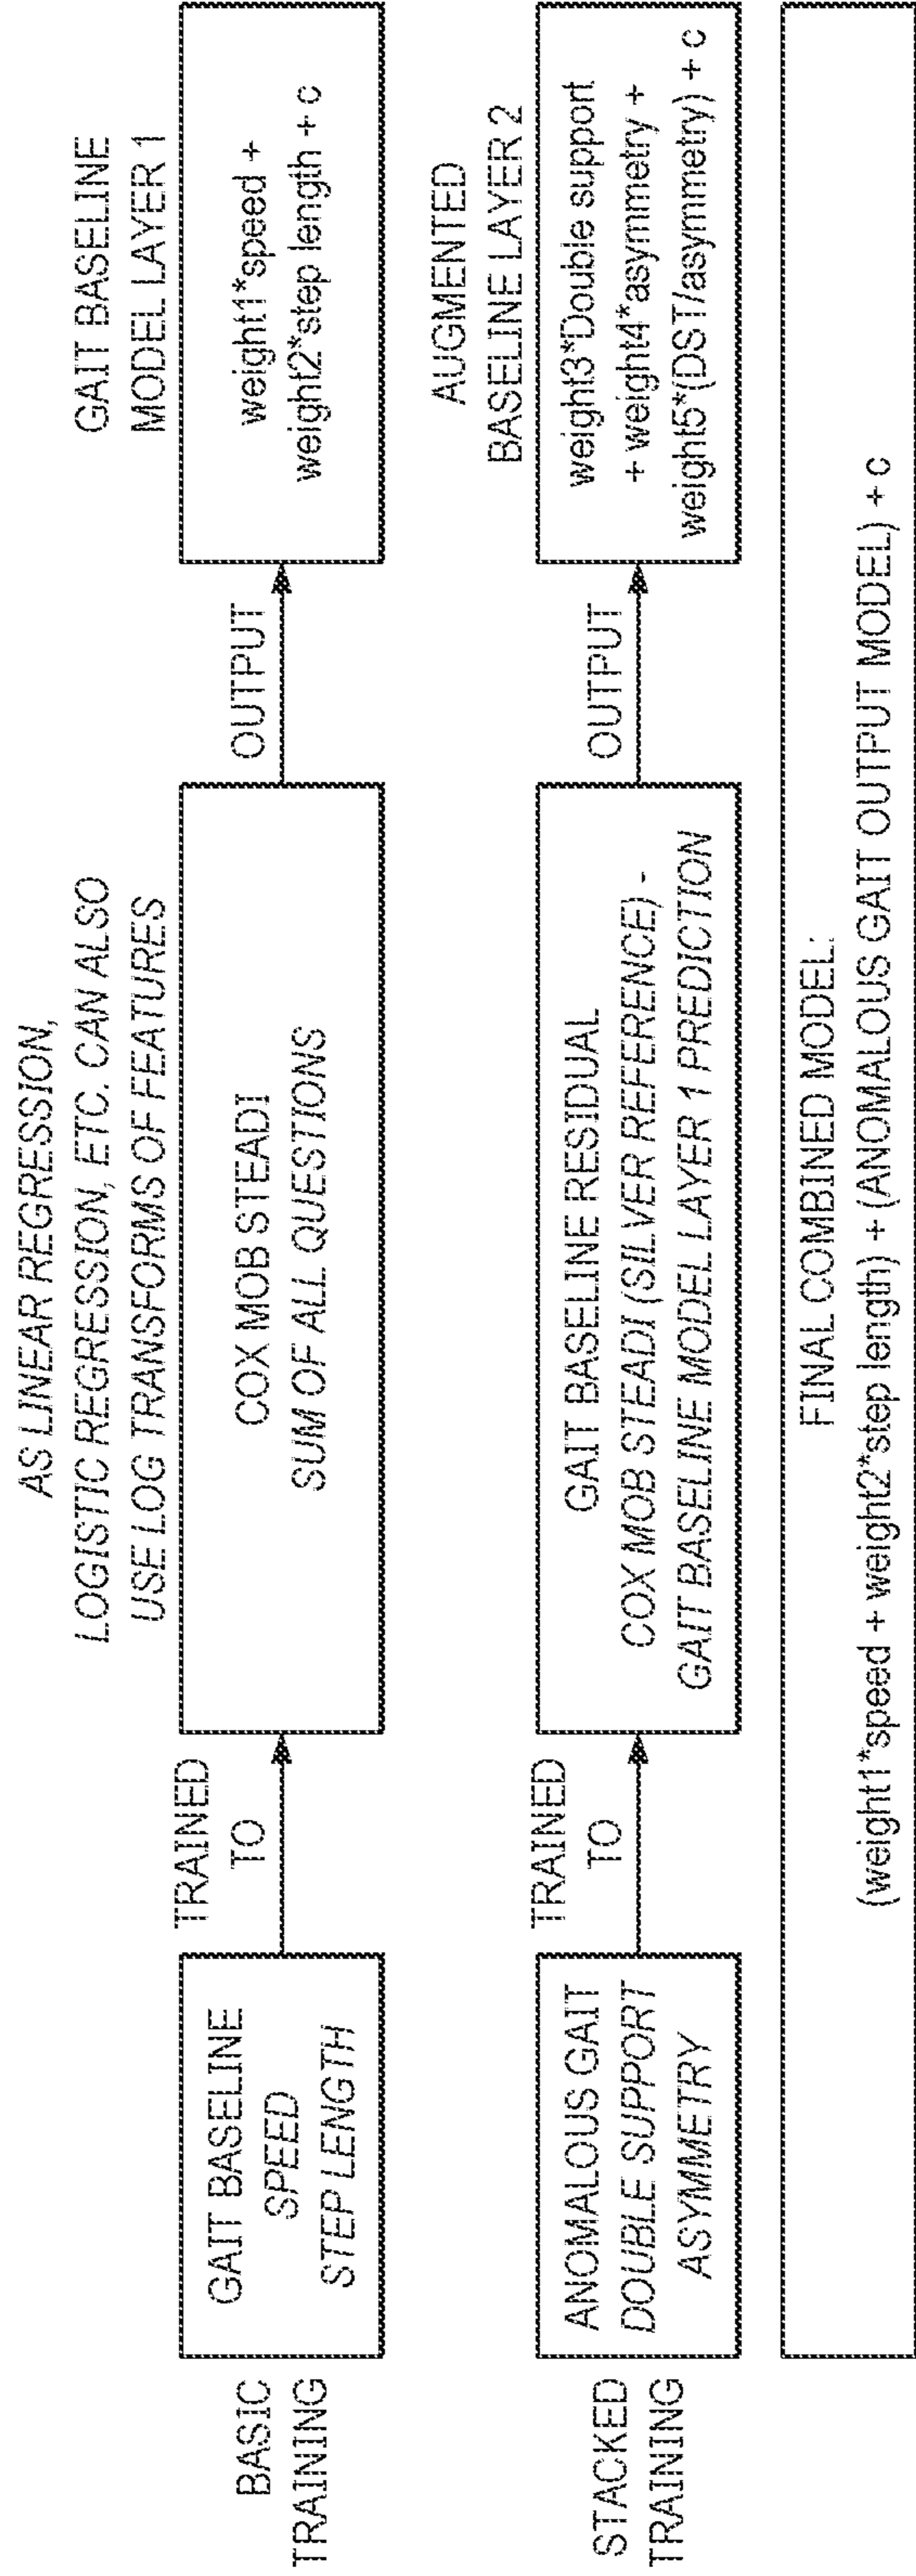 AS LINEAR REGRESSION,
LOGISTIC REGRESSION, ETC. CAN ALSO
USE LOG TRANSFORMS OF FEATURES
GAIT BASELINE
MODEL LAYER 1
BASIC
TRAINING
GAIT BASELINE
SPEED
STEP LENGTH
TRAINED
TO
COX MOB STEADI
SUM OF ALL QUESTIONS
OUTPUT
weight1*speed +
weight2*step length + c
AUGMENTED
BASELINE LAYER 2
STACKED
TRAINING
ANOMALOUS GAIT
DOUBLE SUPPORT
ASYMMETRY
TRAINED
TO
GAIT BASELINE RESIDUAL
COX MOB STEADI (SILVER REFERENCE) -
GAIT BASELINE MODEL LAYER 1 PREDICTION
OUTPUT
weight3*Double support
+ weight4*asymmetry +
weight5*(DST/asymmetry) + c
FINAL COMBINED MODEL:
(weight1*speed + weight2*step length) + (ANOMALOUS GAIT OUTPUT MODEL) + c